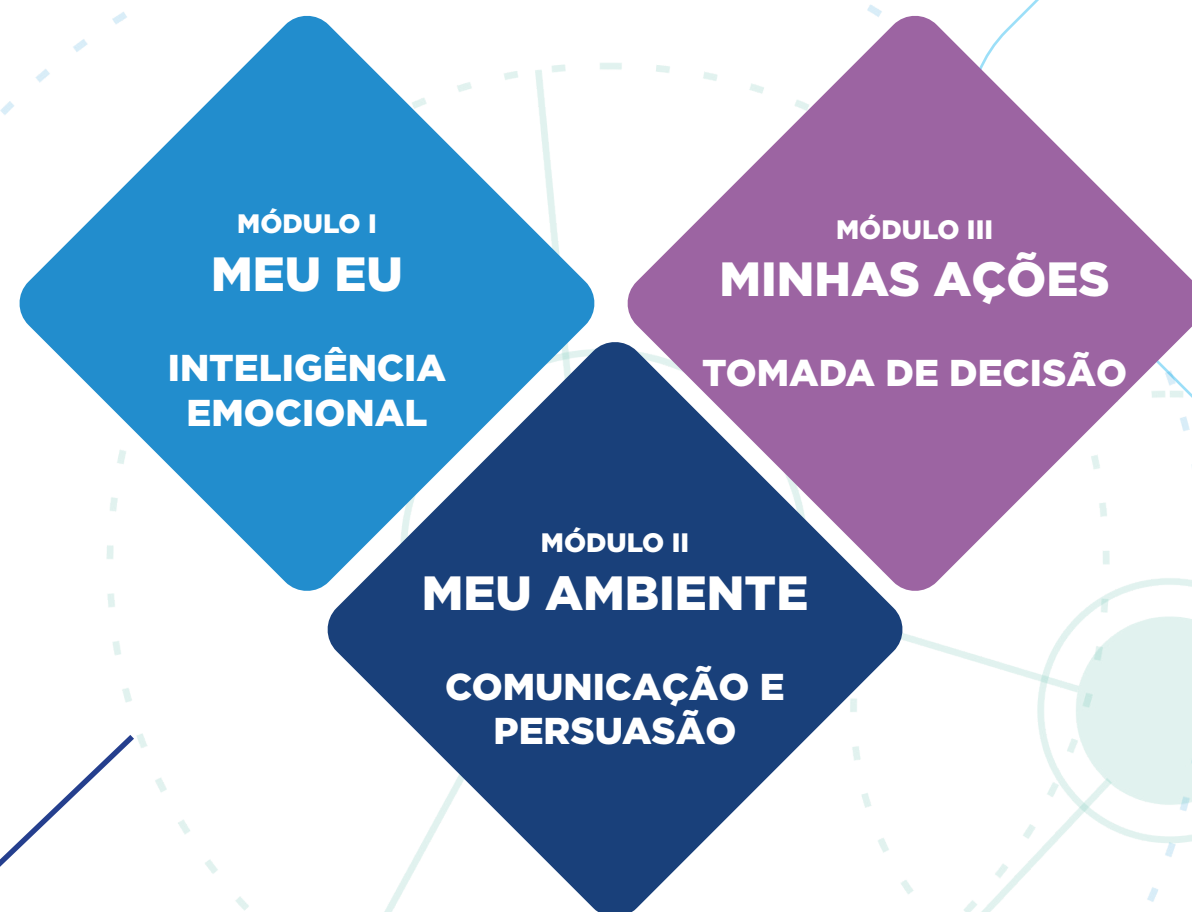 MÓDULO I
MEU EU
INTELIGÊNCIA
EMOCIONAL
MÓDULO II
MEU AMBIENTE
COMUNICAÇÃO E
PERSUASÃO
MÓDULO III
MINHAS AÇÕES
TOMADA DE DECISÃO